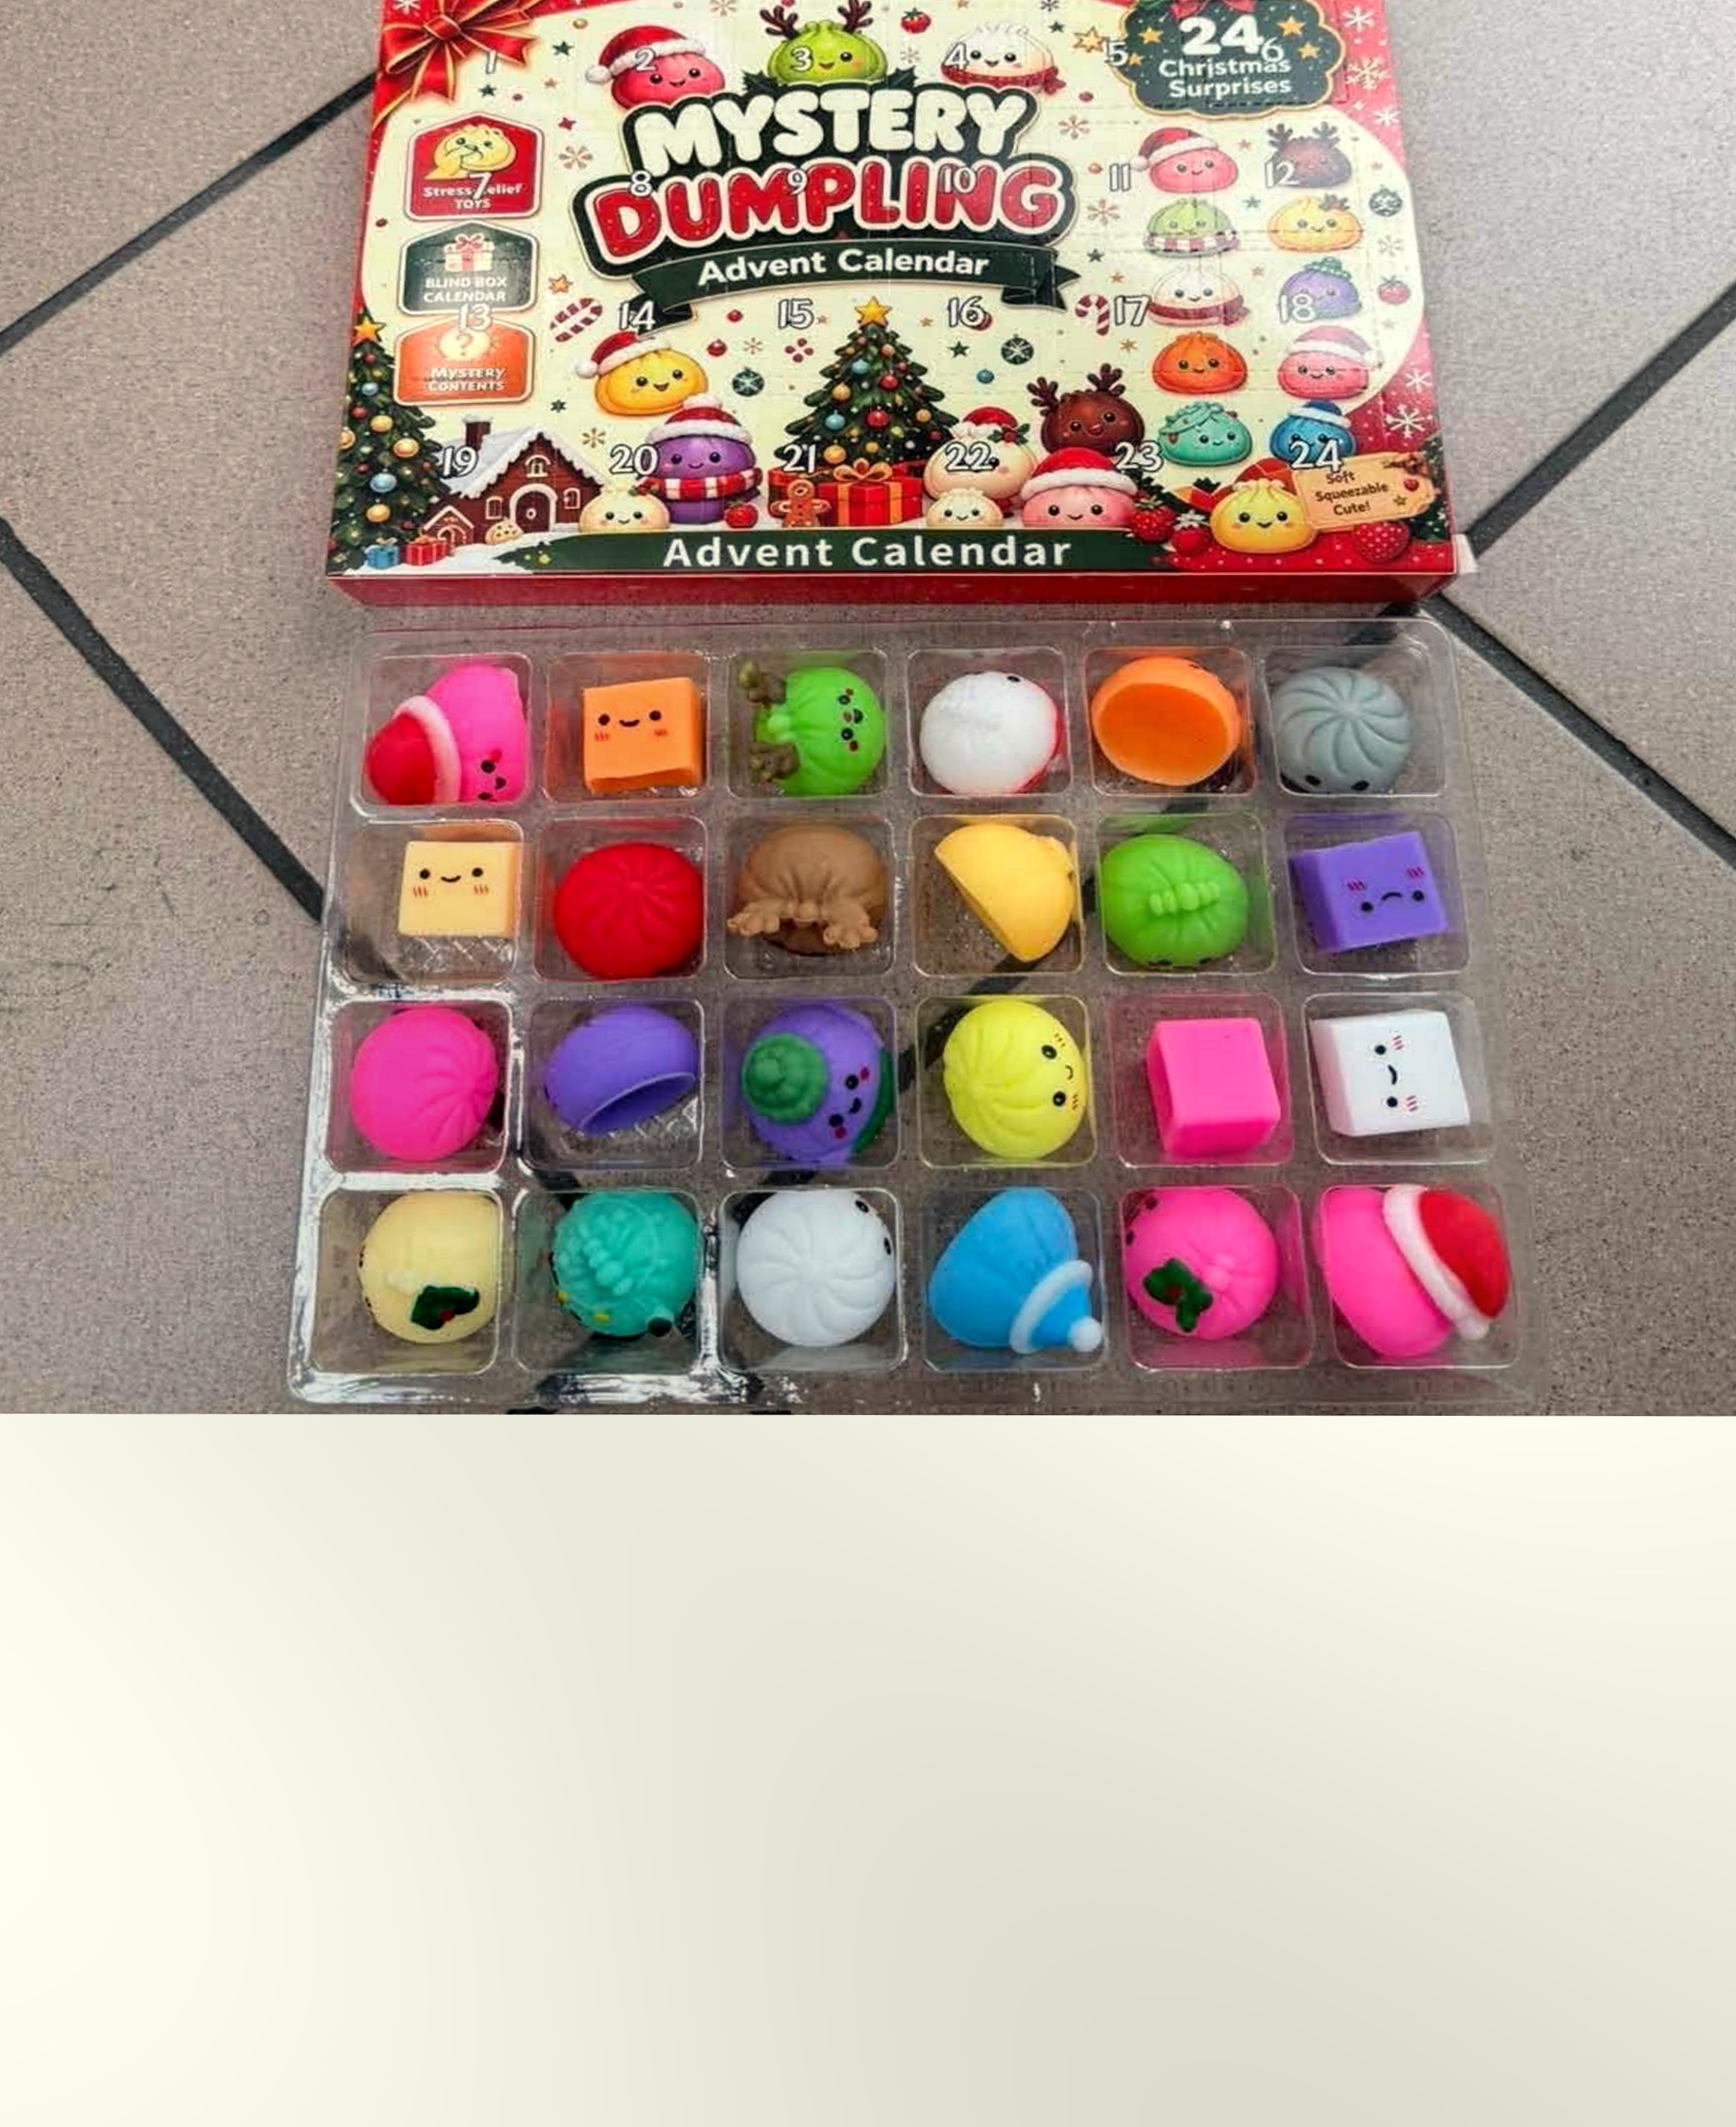 1 2 3 4 5 6
24
Christmas
Surprises
MYSTERY
DUMPLING
Advent Calendar
7 8 9 10 11 12
Stress Relief
TOYS
BLIND BOX
CALENDAR
13 14 15 16 17 18
?
MYSTERY
CONTENTS
19 20 21 22 23 24
Soft
Squeezable
Cute!
Advent Calendar